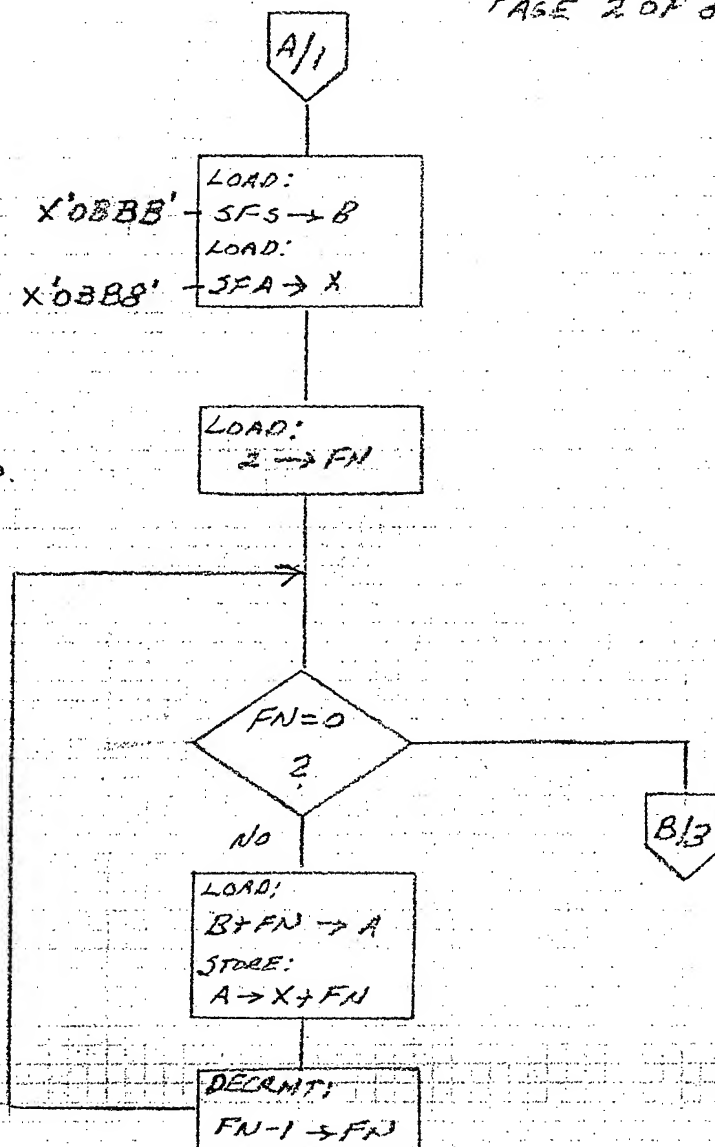 PAGE 2 OF
A/1
LOAD:
X'0BBB' SFS → B
LOAD:
X'0BB8' SFA → X
LOAD:
2 → FN
FN=0
?
NO
B/3
LOAD:
B+FN → A
STORE:
A → X+FN
DECRMT:
FN-1 → FN